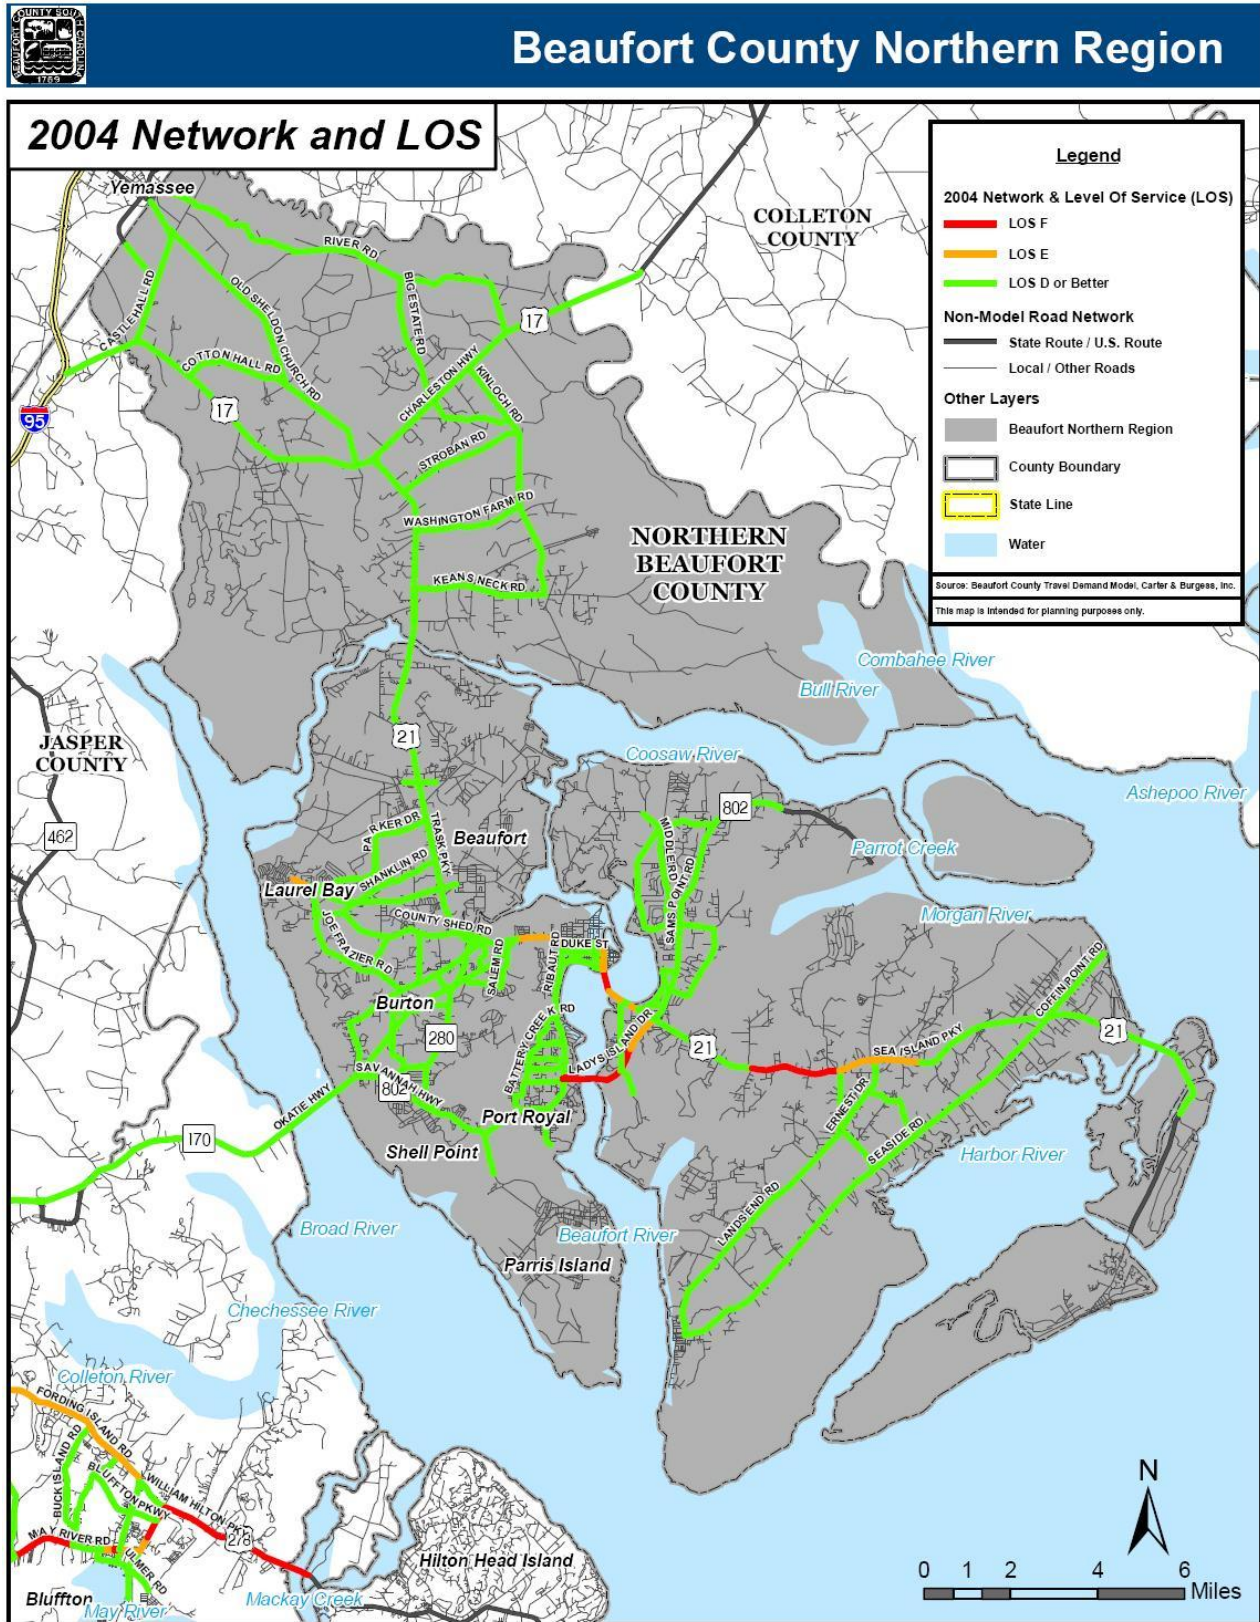 BEAUFORT COUNTY SOUTH CAROLINA
1769
Beaufort County Northern Region
2004 Network and LOS
Legend
2004 Network & Level Of Service (LOS)
LOS F
LOS E
LOS D or Better
Non-Model Road Network
State Route / U.S. Route
Local / Other Roads
Other Layers
Beaufort Northern Region
County Boundary
State Line
Water
Source: Beaufort County Travel Demand Model, Carter & Burgess, Inc.
This map is intended for planning purposes only.
Yemassee
COLLETON
COUNTY
RIVER RD
BIG ESTATE RD
OLD SHELDON CHURCH RD
CASTLE HALL RD
17
COTTON HALL RD
CHARLESTON HWY
KINLOCH RD
17
95
STROBAN RD
WASHINGTON FARM RD
NORTHERN
BEAUFORT
COUNTY
KEANS NECK RD
Combahee River
Bull River
21
JASPER
COUNTY
Coosaw River
Ashepoo River
462
802
PARKER DR
TRASK PKY
Beaufort
MIDDLE RD
Parrot Creek
SHANKLIN RD
Laurel Bay
SAMS POINT RD
Morgan River
COUNTY SHED RD
JOE FRAZIER RD
SALEM RD
RIBAUT RD
DUKE ST
COFFIN POINT RD
Burton
280
BATTERY CREEK RD
LADYS ISLAND DR
21
SEA ISLAND PKY
21
SAVANNAH HWY
802
OKATIE HWY
Port Royal
ERNEST DR
SEASIDE RD
170
Shell Point
Harbor River
LANDS END RD
Broad River
Beaufort River
Parris Island
Chechessee River
Colleton River
FORDING ISLAND RD
BUCK ISLAND RD
BLUFFTON PKWY
WILLIAM HILTON PKY
278
MAY RIVER RD
ULMER RD
Hilton Head Island
Bluffton
May River
Mackay Creek
N
0 1 2 4 6
Miles